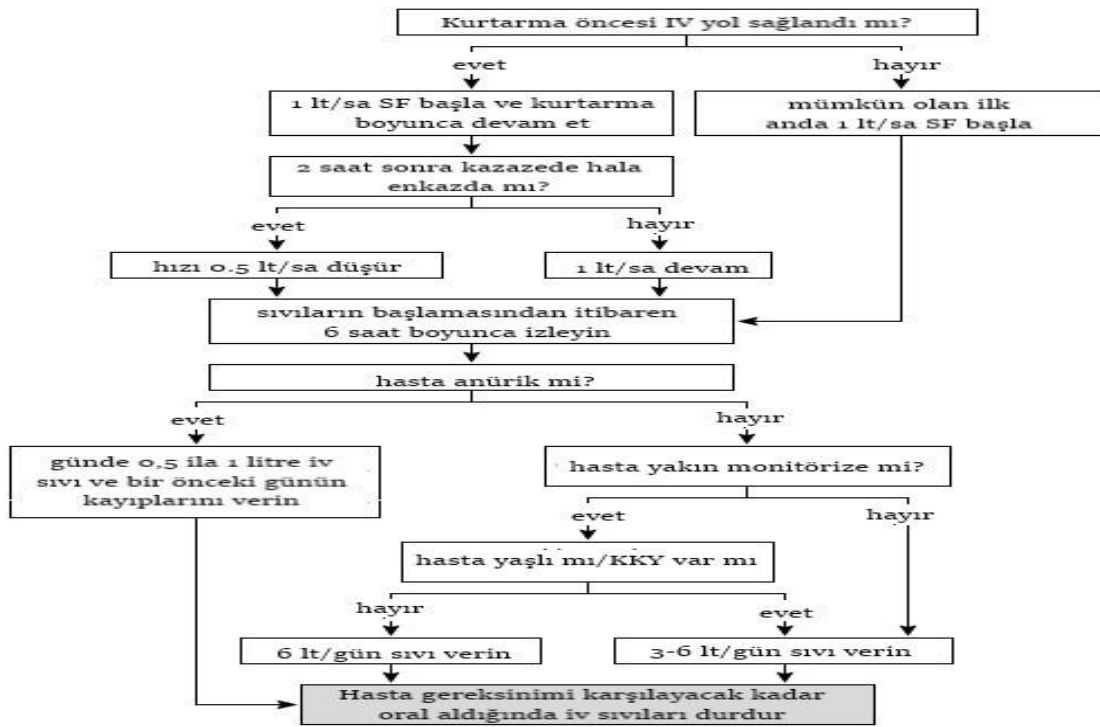 Kurtarma öncesi IV yol sağlandı mı?
evet
hayır
1 lt/sa SF başla ve kurtarma
boyunca devam et
mümkün olan ilk
anda 1 lt/sa SF başla
2 saat sonra kazazede hala
enkazda mı?
evet
hayır
hızı 0.5 lt/sa düşür
1 lt/sa devam
sıvıların başlamasından itibaren
6 saat boyunca izleyin
hasta anürik mi?
evet
hayır
günde 0,5 ila 1 litre iv
sıvı ve bir önceki günün
kayıplarını verin
hasta yakın monitörize mi?
evet
hayır
hasta yaşlı mı/KKY var mı
hayır
evet
6 lt/gün sıvı verin
3-6 lt/gün sıvı verin
Hasta gereksinimi karşılayacak kadar
oral aldığında iv sıvıları durdur